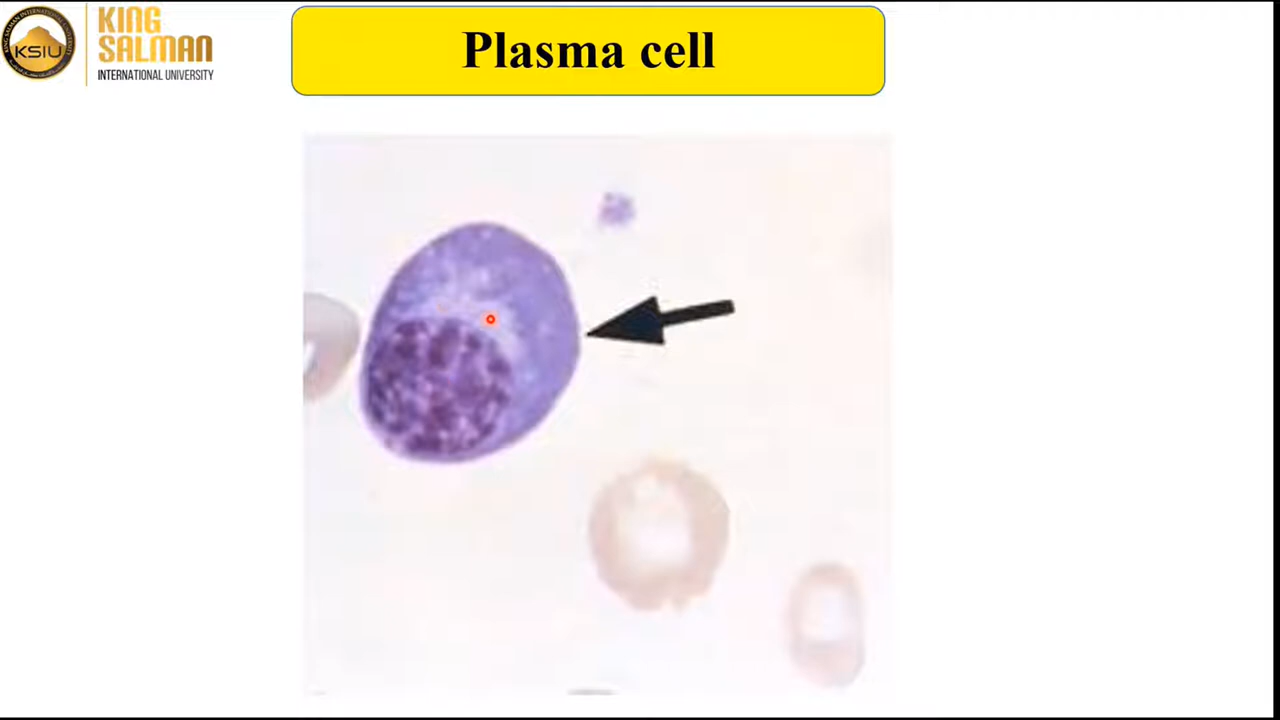 KSIU
KING
SALMAN
INTERNATIONAL UNIVERSITY
Plasma cell